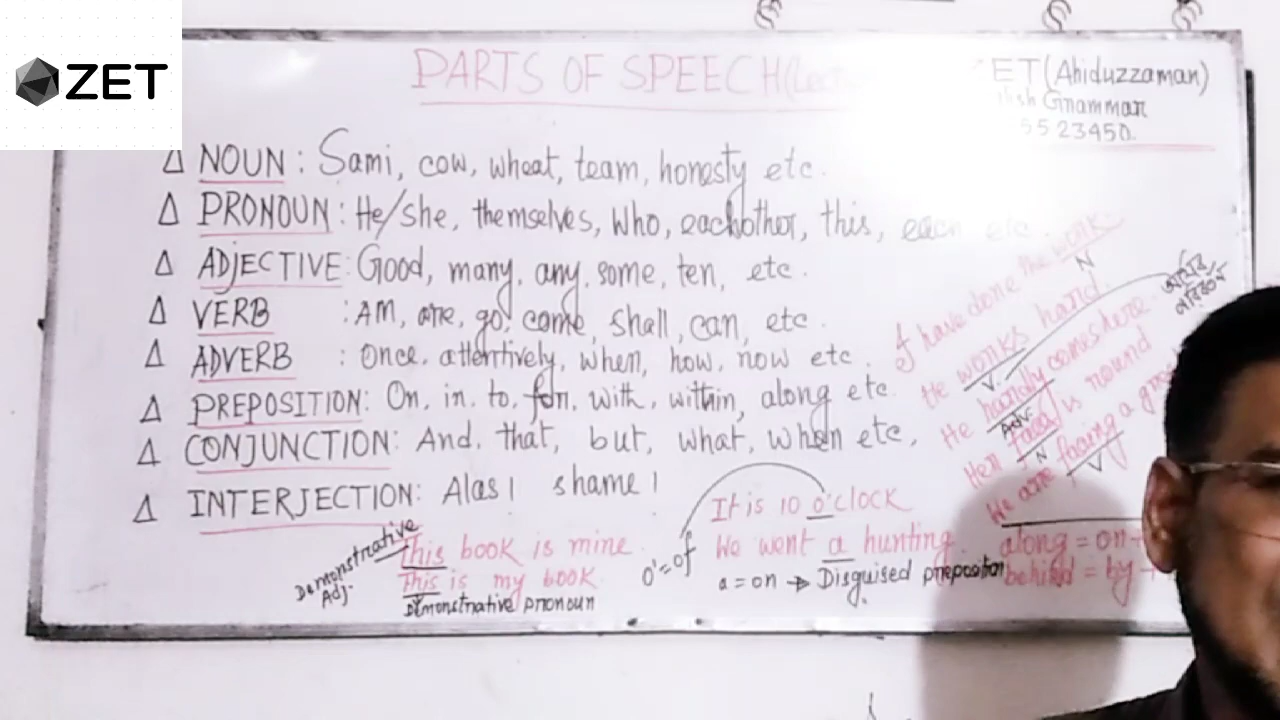 ZET
PARTS OF SPEECH
ET (Ahiduzzaman)
ish Grammar
5523450.
Δ NOUN : Sami, cow, wheat, team, honesty etc.
Δ PRONOUN : He/she, themselves, Who, eachother, this, each etc.
Δ ADJECTIVE : Good, many, any, some, ten, etc.
Δ VERB : AM, are, go, come, shall, can, etc.
Δ ADVERB : Once, attentively, when, how, now etc.
Δ PREPOSITION : On, in, to, for, with, within, along etc.
Δ CONJUNCTION : And, that, but, what, when etc,
Δ INTERJECTION : Alas! shame!
I have done the work.
N
He works hard.
V.
He hardly comes here.
Adv.
Her face is round
N
He are facing a
V
It is 10 o'clock
o'=of
We went a hunting.
a = on → Disguised preposition
along = on+
behind = by+
Demonstrative Adj.
This book is mine.
This is my book.
Demonstrative pronoun